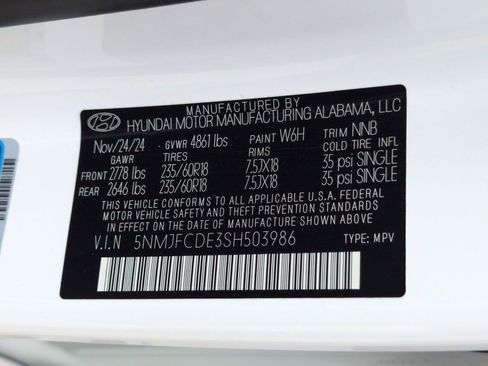 MANUFACTURED BY
HYUNDAI MOTOR MANUFACTURING ALABAMA, LLC
Nov/24/24 GVWR 4861 lbs PAINT W6H TRIM NNB
GAWR TIRES RIMS COLD TIRE INFL
FRONT 2778 lbs 235/60R18 7.5JX18 35 psi SINGLE
REAR 2646 lbs 235/60R18 7.5JX18 35 psi SINGLE
THIS VEHICLE CONFORMS TO ALL APPLICABLE U.S.A. FEDERAL
MOTOR VEHICLE SAFETY AND THEFT PREVENTION STANDARDS
IN EFFECT ON THE DATE OF MANUFACTURE SHOWN ABOVE.
V.I.N 5NMJFCDE3SH503986 TYPE: MPV